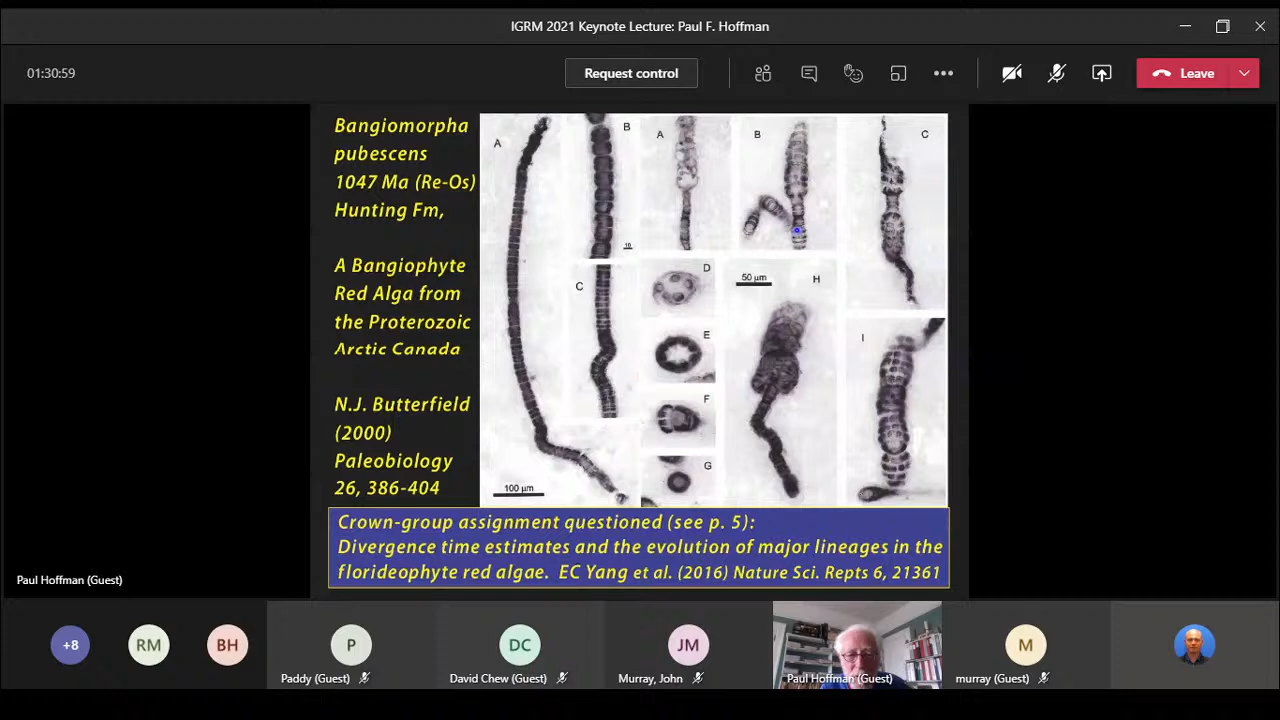 IGRM 2021 Keynote Lecture: Paul F. Hoffman
01:30:59
Request control
Leave
Bangiomorpha
pubescens
1047 Ma (Re-Os)
Hunting Fm,
A Bangiophyte
Red Alga from
the Proterozoic
Arctic Canada
N.J. Butterfield
(2000)
Paleobiology
26, 386-404
A
B
10
C
100 µm
A
B
C
D
E
F
G
50 µm
H
I
Crown-group assignment questioned (see p. 5):
Divergence time estimates and the evolution of major lineages in the
florideophyte red algae. EC Yang et al. (2016) Nature Sci. Repts 6, 21361
Paul Hoffman (Guest)
+8
RM
BH
P
Paddy (Guest)
DC
David Chew (Guest)
JM
Murray, John
Paul Hoffman (Guest)
M
murray (Guest)